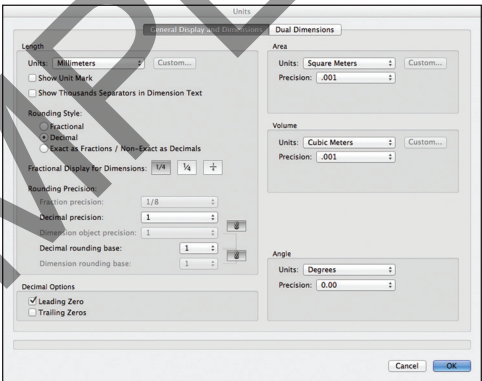 Units
General Display and Dimensions Dual Dimensions
Length
Units: Millimeters Custom...
Show Unit Mark
Show Thousands Separators in Dimension Text
Rounding Style:
Fractional
Decimal
Exact as Fractions / Non-Exact as Decimals
Fractional Display for Dimensions: 1/4 1/4 ÷
Rounding Precision:
Fraction precision: 1/8
Decimal precision: 1
Dimension object precision: 1
Decimal rounding base: 1
Dimension rounding base: 1
Decimal Options
Leading Zero
Trailing Zeros
Area
Units: Square Meters Custom...
Precision: .001
Volume
Units: Cubic Meters Custom...
Precision: .001
Angle
Units: Degrees
Precision: 0.00
Cancel OK